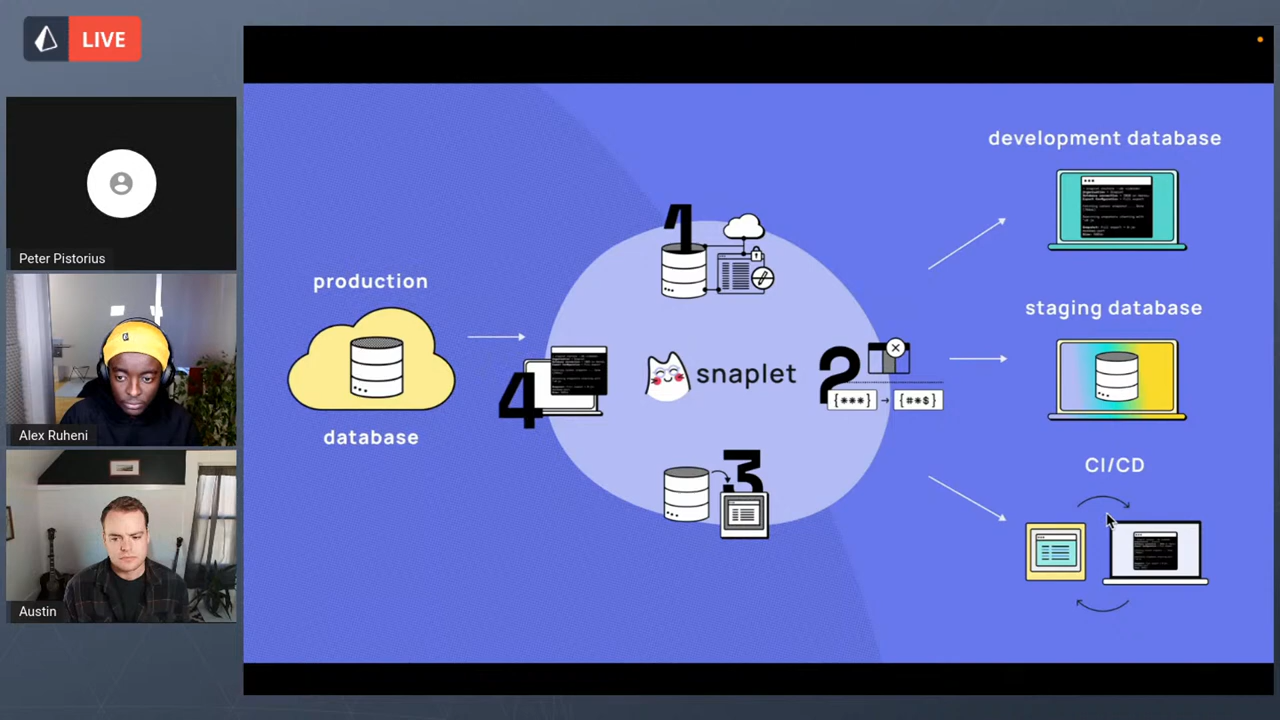 LIVE
Peter Pistorius
Alex Ruheni
Austin
production
database
1
snaplet
2
{***} → {#*$}
3
4
development database
staging database
CI/CD